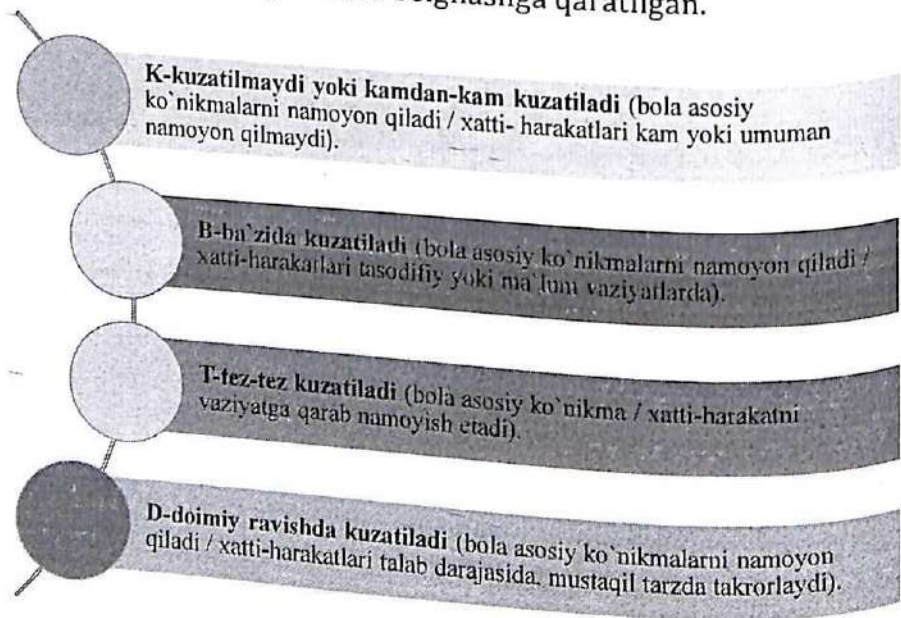 belgilashga qaratilgan.
K-kuzatilmaydi yoki kamdan-kam kuzatiladi (bola asosiy
ko`nikmalarni namoyon qiladi / xatti- harakatlari kam yoki umuman
namoyon qilmaydi).
B-ba`zida kuzatiladi (bola asosiy ko`nikmalarni namoyon qiladi /
xatti-harakatlari tasodifiy yoki ma`lum vaziyatlarda).
T-tez-tez kuzatiladi (bola asosiy ko`nikma / xatti-harakatni
vaziyatga qarab namoyish etadi).
D-doimiy ravishda kuzatiladi (bola asosiy ko`nikmalarni namoyon
qiladi / xatti-harakatlari talab darajasida, mustaqil tarzda takrorlaydi).